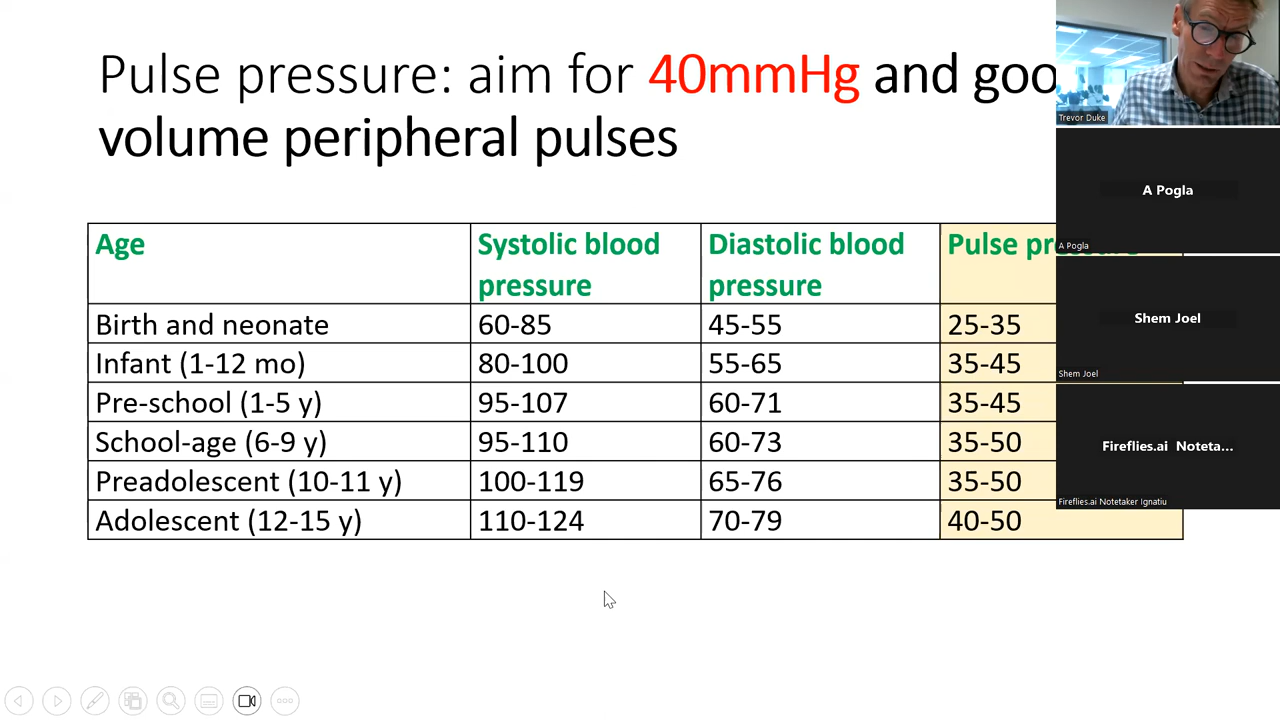 Pulse pressure: aim for 40mmHg and goo
volume peripheral pulses
Age Systolic blood pressure Diastolic blood pressure Pulse
Birth and neonate 60-85 45-55 25-35
Infant (1-12 mo) 80-100 55-65 35-45
Pre-school (1-5 y) 95-107 60-71 35-45
School-age (6-9 y) 95-110 60-73 35-50
Preadolescent (10-11 y) 100-119 65-76 35-50
Adolescent (12-15 y) 110-124 70-79 40-50
Trevor Duke
A Pogla
A Pogla
Shem Joel
Shem Joel
Fireflies.ai Noteta...
Fireflies.ai Notetaker Ignatiu